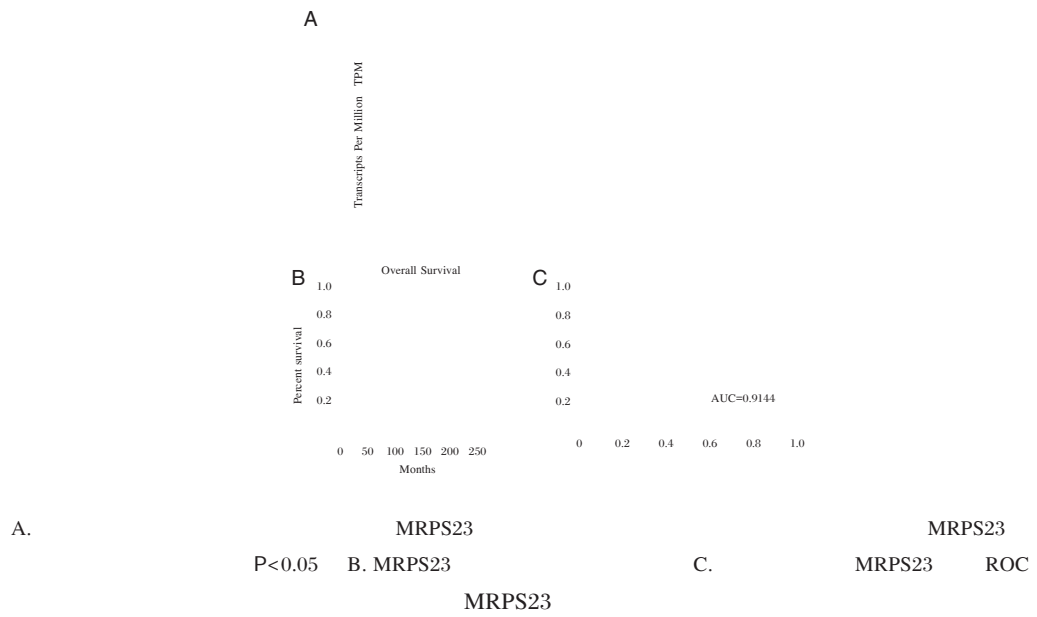 A
Transcripts Per Million TPM
B
Overall Survival
1.0
0.8
0.6
0.4
0.2
Percent survival
0 50 100 150 200 250
Months
C
1.0
0.8
0.6
0.4
0.2
AUC=0.9144
0 0.2 0.4 0.6 0.8 1.0
A. MRPS23 MRPS23
P<0.05 B. MRPS23 C. MRPS23 ROC
MRPS23